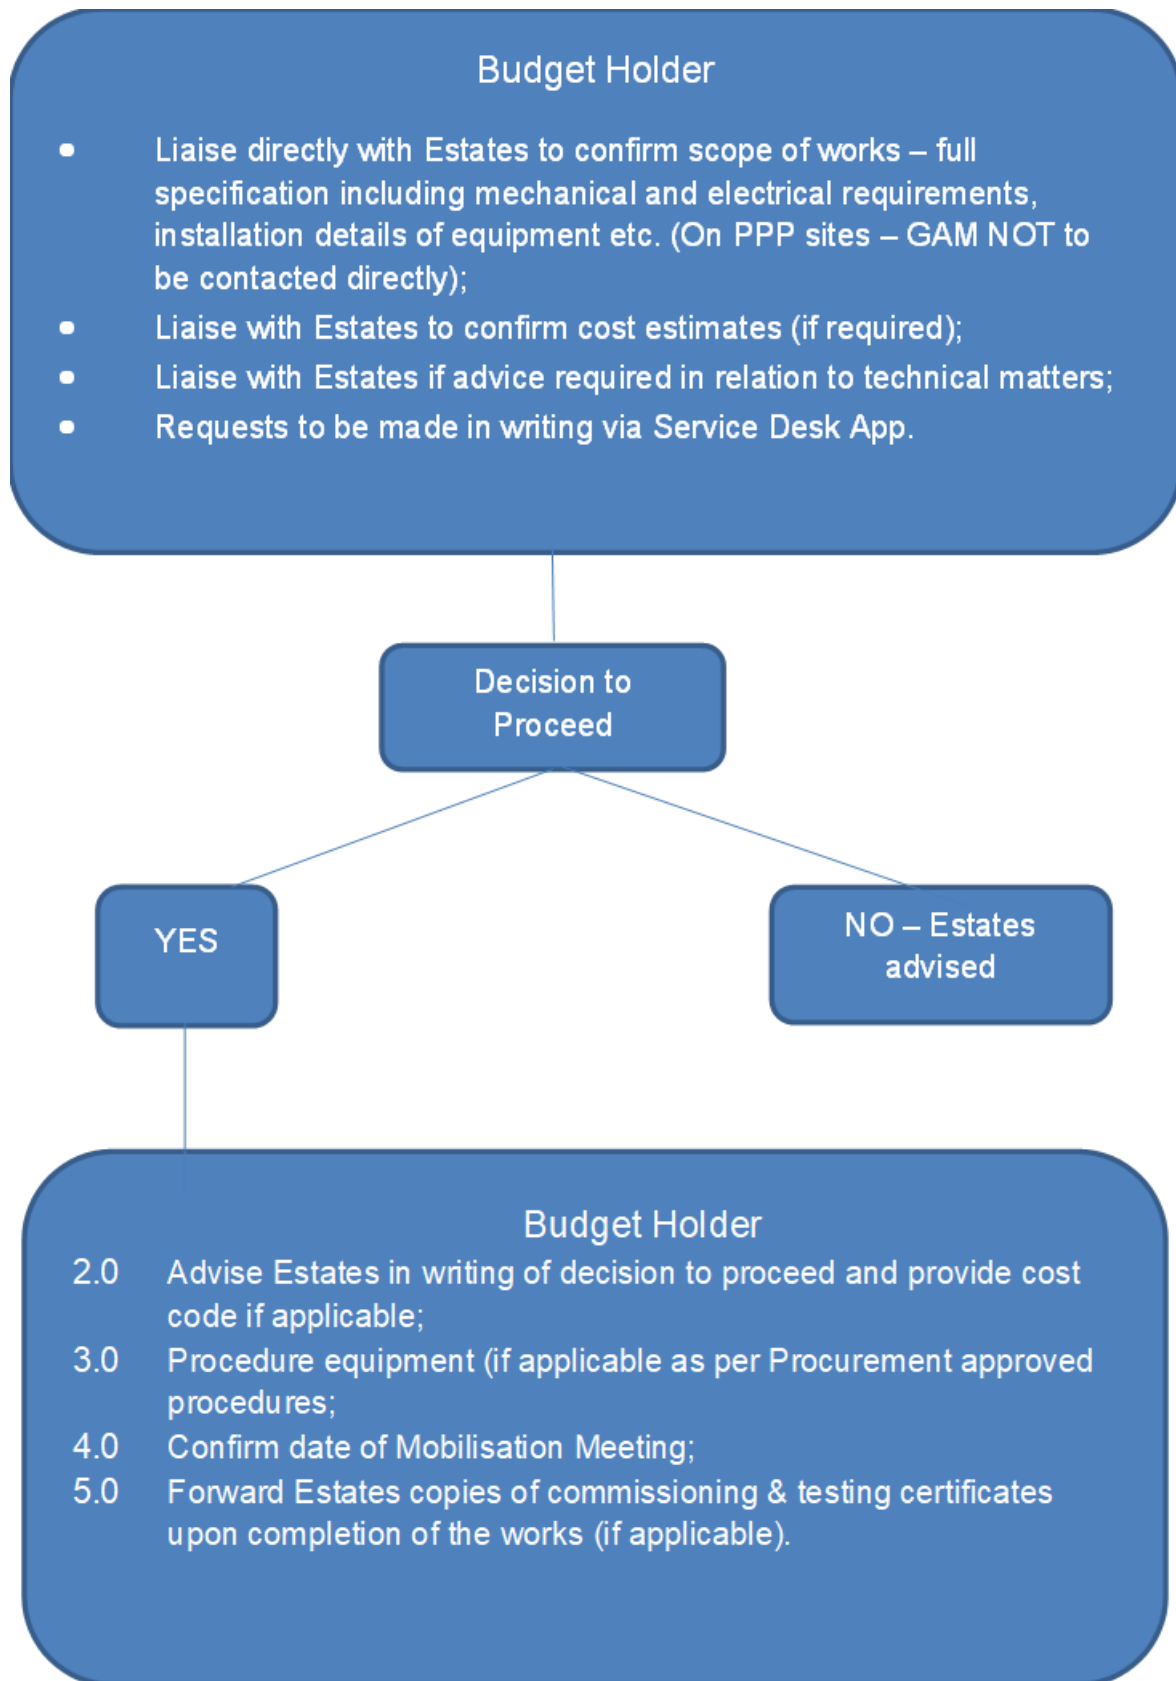 Budget Holder
• Liaise directly with Estates to confirm scope of works – full
specification including mechanical and electrical requirements,
installation details of equipment etc. (On PPP sites – GAM NOT to
be contacted directly);
• Liaise with Estates to confirm cost estimates (if required);
• Liaise with Estates if advice required in relation to technical matters;
• Requests to be made in writing via Service Desk App.
Decision to
Proceed
YES
NO – Estates
advised
Budget Holder
2.0 Advise Estates in writing of decision to proceed and provide cost
code if applicable;
3.0 Procedure equipment (if applicable as per Procurement approved
procedures;
4.0 Confirm date of Mobilisation Meeting;
5.0 Forward Estates copies of commissioning & testing certificates
upon completion of the works (if applicable).